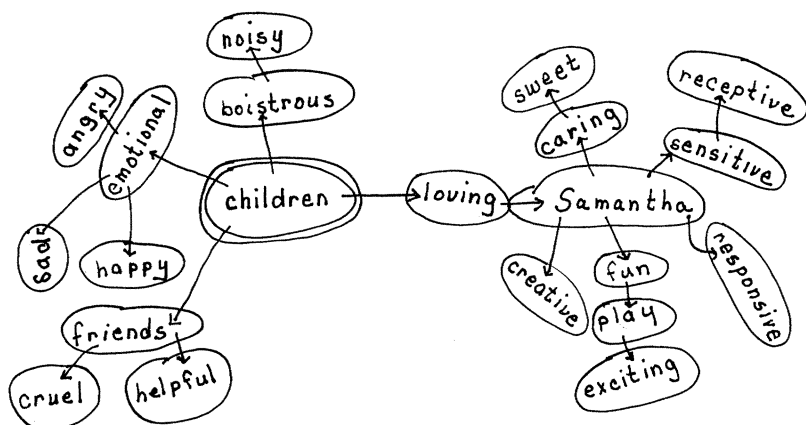 noisy
boistrous
angry
emotional
sad
happy
children
friends
cruel
helpful
loving
sweet
caring
receptive
sensitive
Samantha
creative
fun
play
exciting
responsive